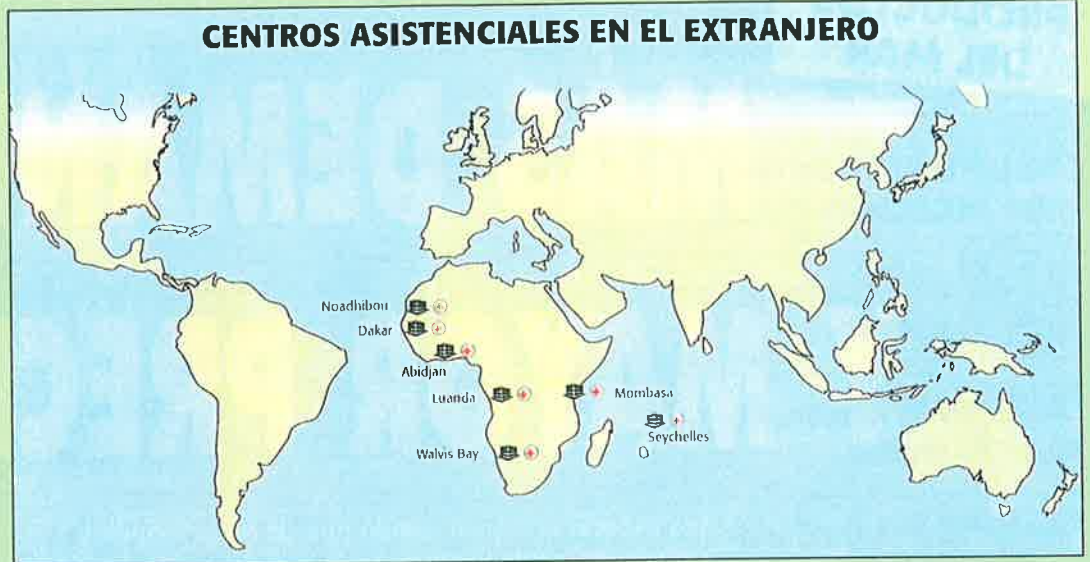 CENTROS ASISTENCIALES EN EL EXTRANJERO
Noadhibou
Dakar
Abidjan
Luanda
Mombasa
Seychelles
Walvis Bay